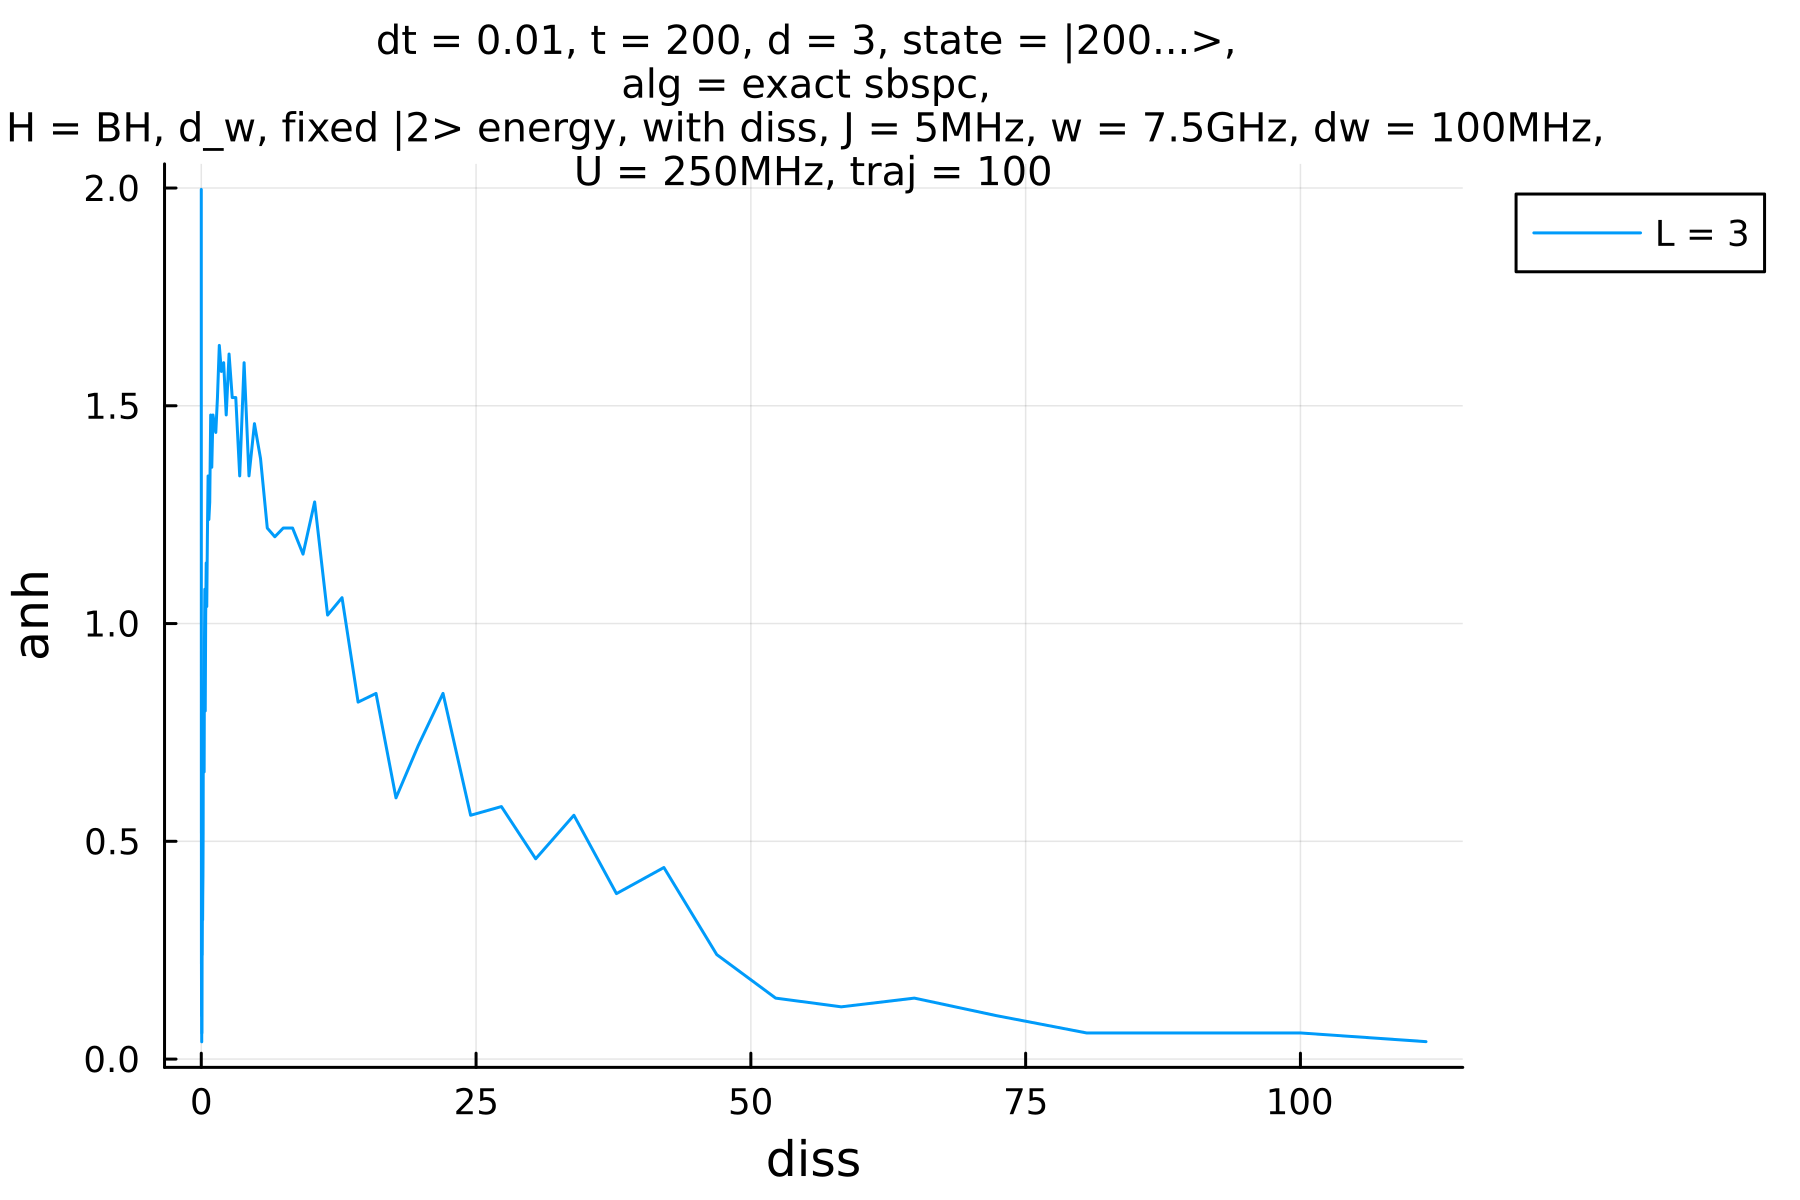 dt = 0.01, t = 200, d = 3, state = |200...>,
alg = exact sbspc,
H = BH, d_w, fixed |2> energy, with diss, J = 5MHz, w = 7.5GHz, dw = 100MHz,
U = 250MHz, traj = 100
2.0
1.5
1.0
0.5
0.0
anh
L = 3
0 25 50 75 100
diss